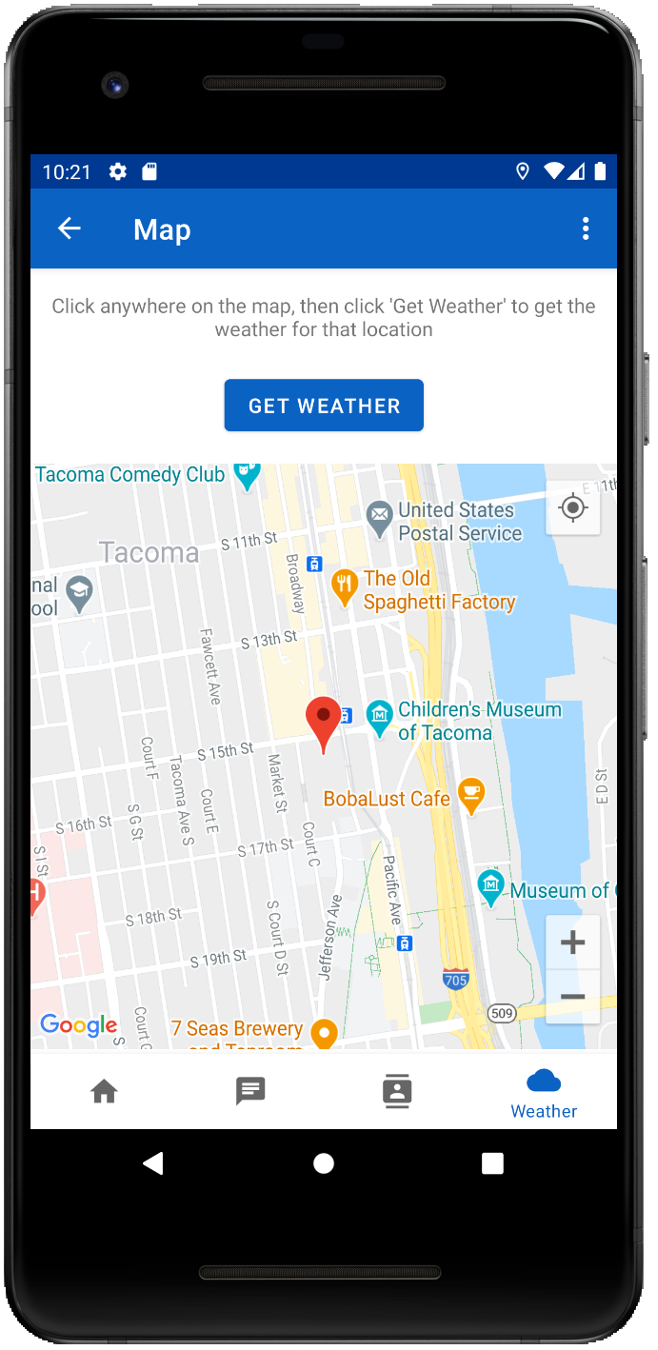 10:21
Map
Click anywhere on the map, then click 'Get Weather' to get the
weather for that location
GET WEATHER
Tacoma Comedy Club
E 11th
United States
Postal Service
S 11th St
Tacoma
Broadway
nal
ool
The Old
Spaghetti Factory
S 13th St
Fawcett Ave
Children's Museum
of Tacoma
S 15th St
Court F
Tacoma Ave S
Market St
E D St
BobaLust Cafe
Court E
S G St
S 16th St
Court C
S 17th St
S I St
Pacific Ave
H
Museum of
S 18th St
S Court D St
Jefferson Ave
S 19th St
705
509
Google
Court
7 Seas Brewery
and Taproom
Weather